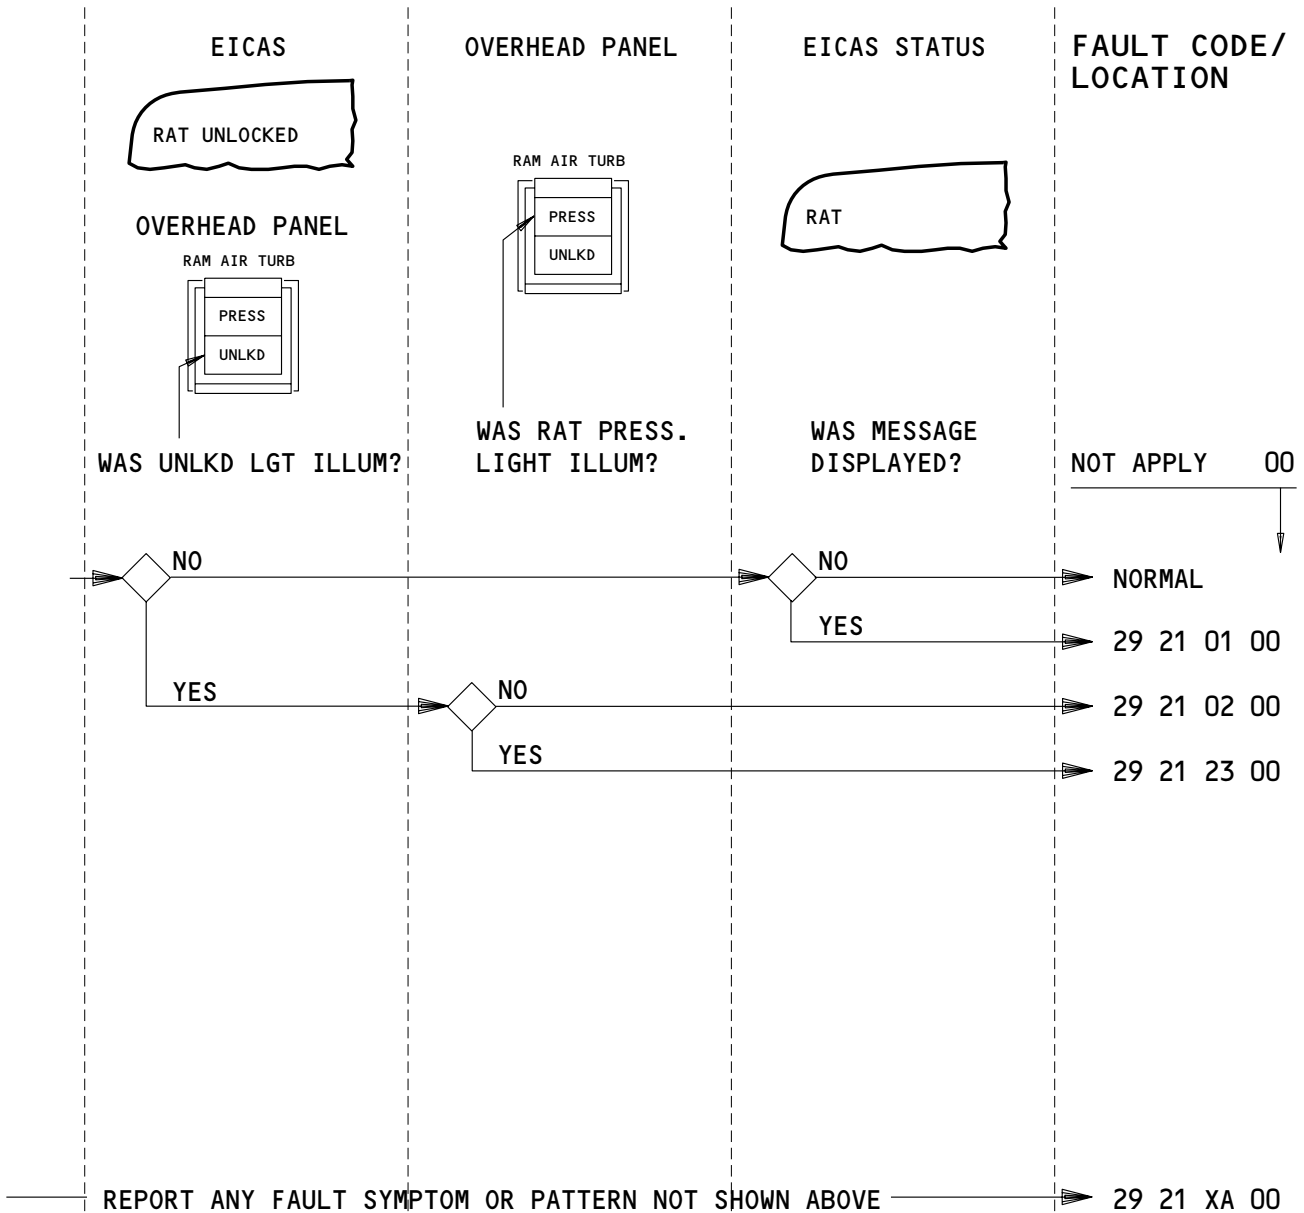 EICAS
RAT UNLOCKED
OVERHEAD PANEL
RAM AIR TURB
PRESS
UNLKD
WAS UNLKD LGT ILLUM?
OVERHEAD PANEL
RAM AIR TURB
PRESS
UNLKD
WAS RAT PRESS.
LIGHT ILLUM?
EICAS STATUS
RAT
WAS MESSAGE
DISPLAYED?
FAULT CODE/
LOCATION
NOT APPLY 00
NO
NO
NORMAL
YES
29 21 01 00
YES
NO
29 21 02 00
YES
29 21 23 00
REPORT ANY FAULT SYMPTOM OR PATTERN NOT SHOWN ABOVE
29 21 XA 00